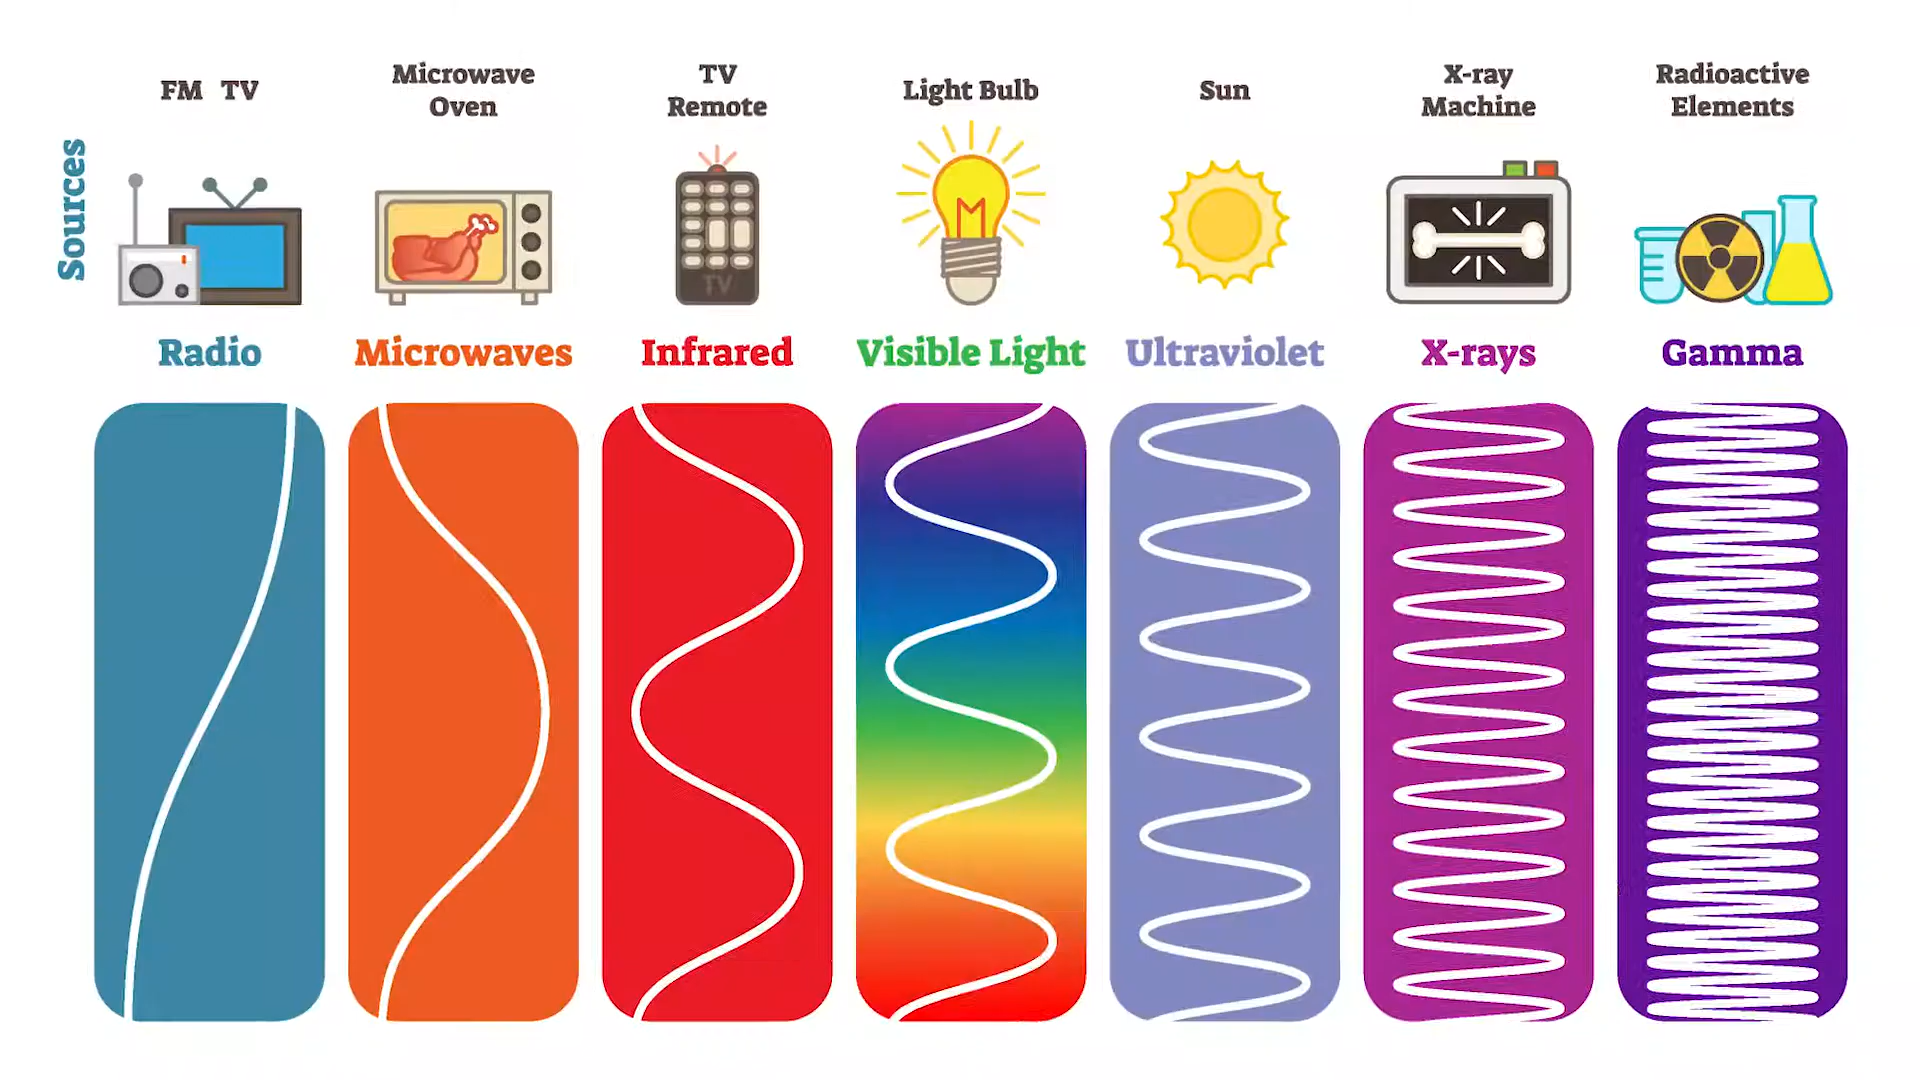 Sources
FM TV
Microwave
Oven
TV
Remote
Light Bulb
Sun
X-ray
Machine
Radioactive
Elements
TV
Radio
Microwaves
Infrared
Visible Light
Ultraviolet
X-rays
Gamma